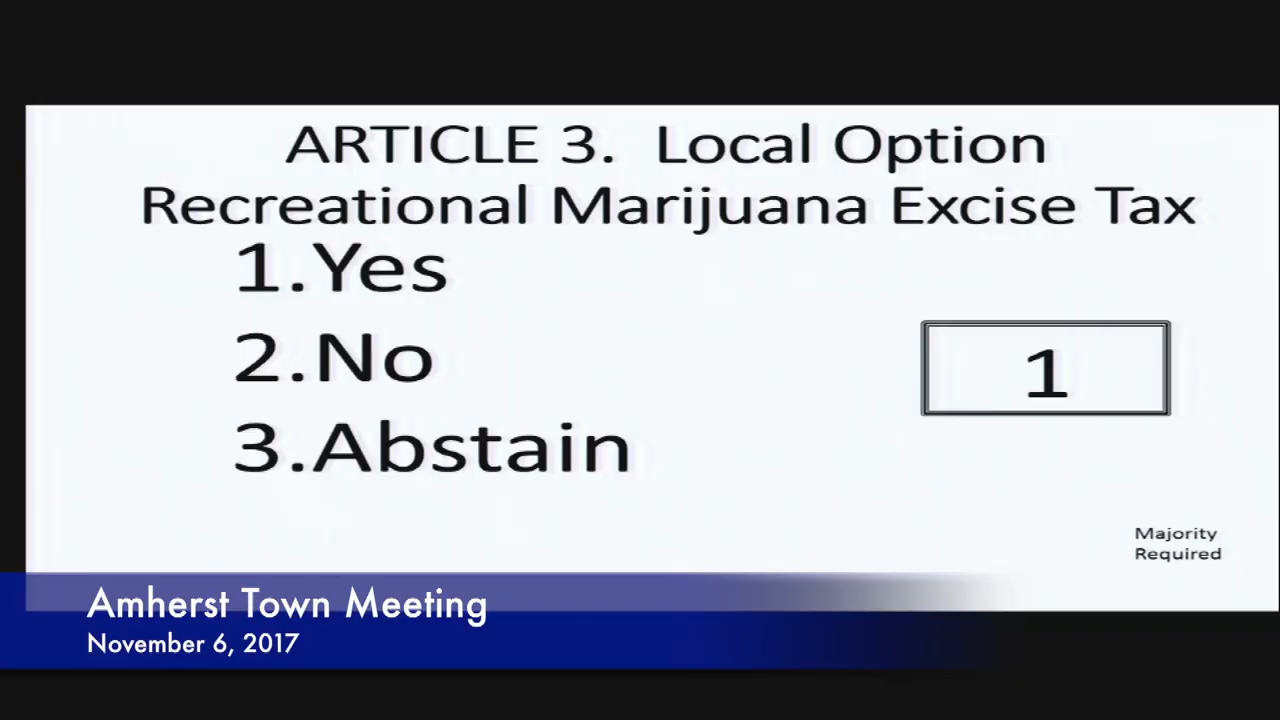 ARTICLE 3. Local Option
Recreational Marijuana Excise Tax
1.Yes
2.No
3.Abstain
1
Majority
Required
Amherst Town Meeting
November 6, 2017